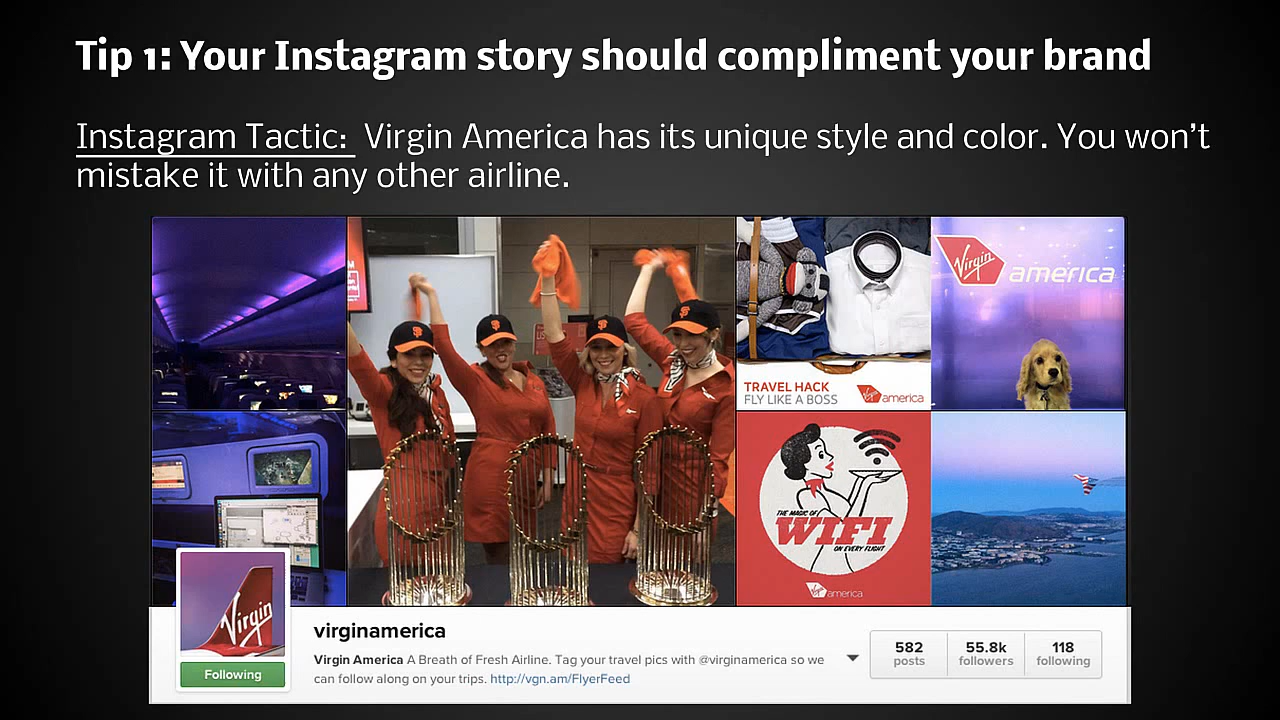 Tip 1: Your Instagram story should compliment your brand
Instagram Tactic: Virgin America has its unique style and color. You won't
mistake it with any other airline.
Virgin america
TRAVEL HACK
FLY LIKE A BOSS
Virgin america
THE MAGIC OF
WIFI
ON EVERY FLIGHT
Virgin america
Virgin
Following
virginamerica
Virgin America A Breath of Fresh Airline. Tag your travel pics with @virginamerica so we
can follow along on your trips. http://vgn.am/FlyerFeed
582
posts
55.8k
followers
118
following